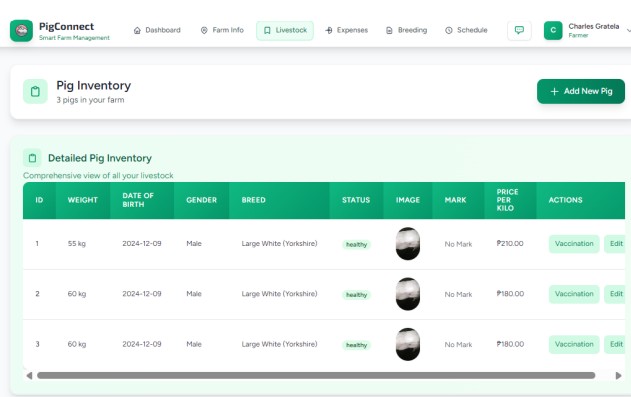 PigConnect
Smart Farm Management
Dashboard
Farm Info
Livestock
Expenses
Breeding
Schedule
C
Charles Gratela
Farmer
Pig Inventory
3 pigs in your farm
Add New Pig
Detailed Pig Inventory
Comprehensive view of all your livestock
ID WEIGHT DATE OF BIRTH GENDER BREED STATUS IMAGE MARK PRICE PER KILO ACTIONS
1 55 kg 2024-12-09 Male Large White (Yorkshire) healthy No Mark ₱210.00 Vaccination Edit
2 60 kg 2024-12-09 Male Large White (Yorkshire) healthy No Mark ₱180.00 Vaccination Edit
3 60 kg 2024-12-09 Male Large White (Yorkshire) healthy No Mark ₱180.00 Vaccination Edit